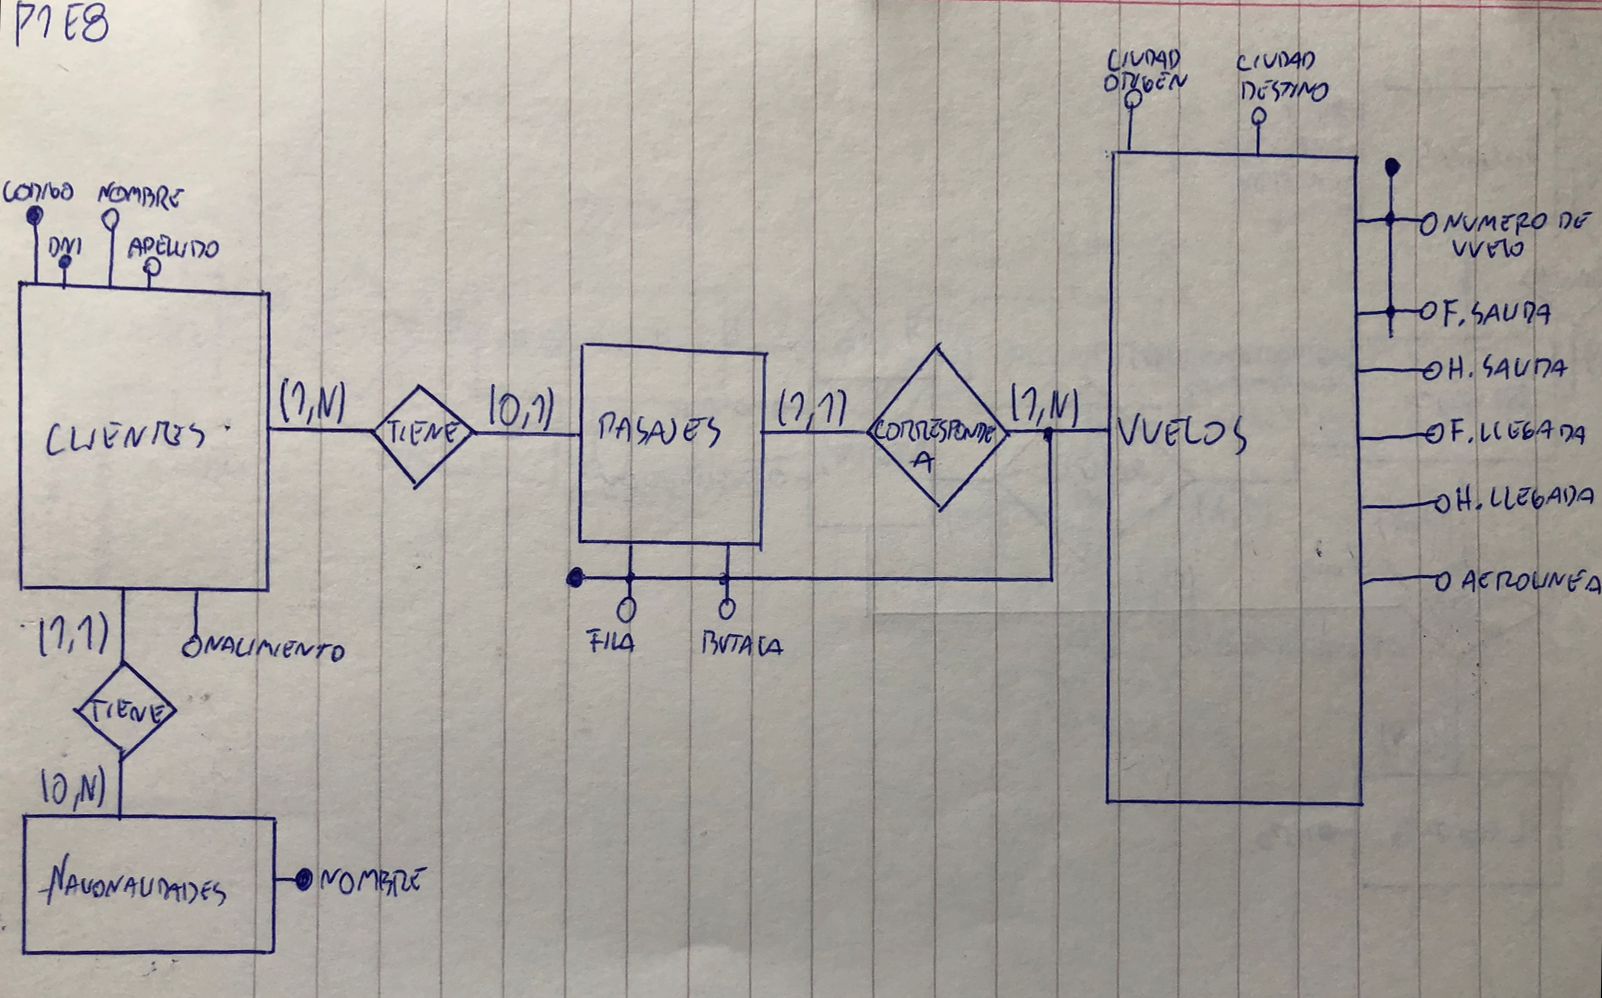 P1E8
CIUDAD
ORIGEN
CIUDAD
DESTINO
CODIGO NOMBRE
DNI APELLIDO
NUMERO DE
VUELO
F. SALIDA
H. SALIDA
F. LLEGADA
H. LLEGADA
AEROLINEA
CLIENTES
(1,N)
TIENE
(0,1)
PASAJES
(1,1)
CORRESPONDE
A
(1,N)
VUELOS
FILA
BUTACA
(1,1)
NACIMIENTO
TIENE
(0,N)
NACIONALIDADES
NOMBRE